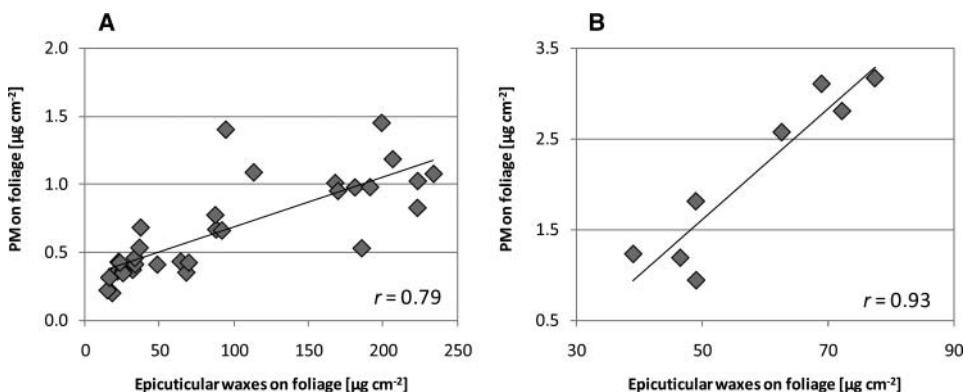 A
PM on foliage [µg cm⁻²]
2.0
1.5
1.0
0.5
0.0
r = 0.79
0 50 100 150 200 250
Epicuticular waxes on foliage [µg cm⁻²]
B
PM on foliage [µg cm⁻²]
3.5
2.5
1.5
0.5
r = 0.93
30 50 70 90
Epicuticular waxes on foliage [µg cm⁻²]